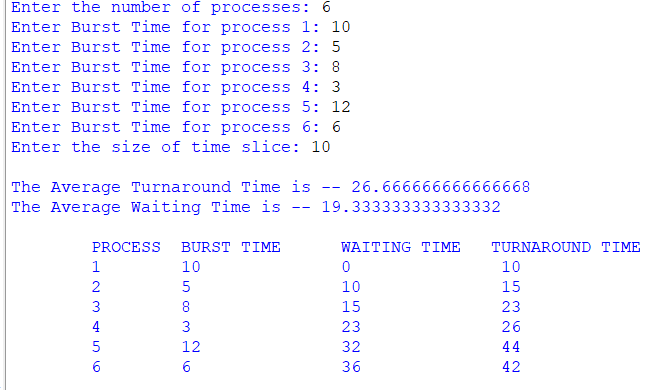 Enter the number of processes: 6
Enter Burst Time for process 1: 10
Enter Burst Time for process 2: 5
Enter Burst Time for process 3: 8
Enter Burst Time for process 4: 3
Enter Burst Time for process 5: 12
Enter Burst Time for process 6: 6
Enter the size of time slice: 10
The Average Turnaround Time is -- 26.666666666666668
The Average Waiting Time is -- 19.333333333333332
PROCESS BURST TIME WAITING TIME TURNAROUND TIME
1 10 0 10
2 5 10 15
3 8 15 23
4 3 23 26
5 12 32 44
6 6 36 42